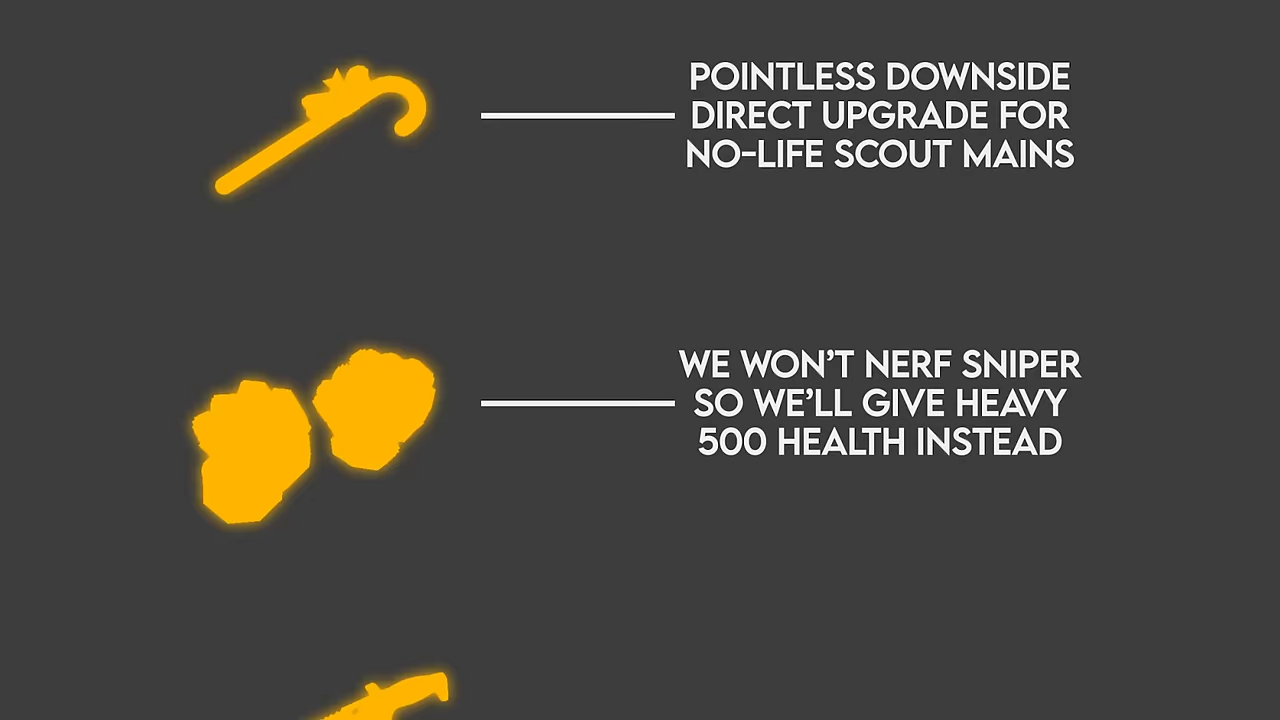 POINTLESS DOWNSIDE
DIRECT UPGRADE FOR
NO-LIFE SCOUT MAINS
WE WON'T NERF SNIPER
SO WE'LL GIVE HEAVY
500 HEALTH INSTEAD